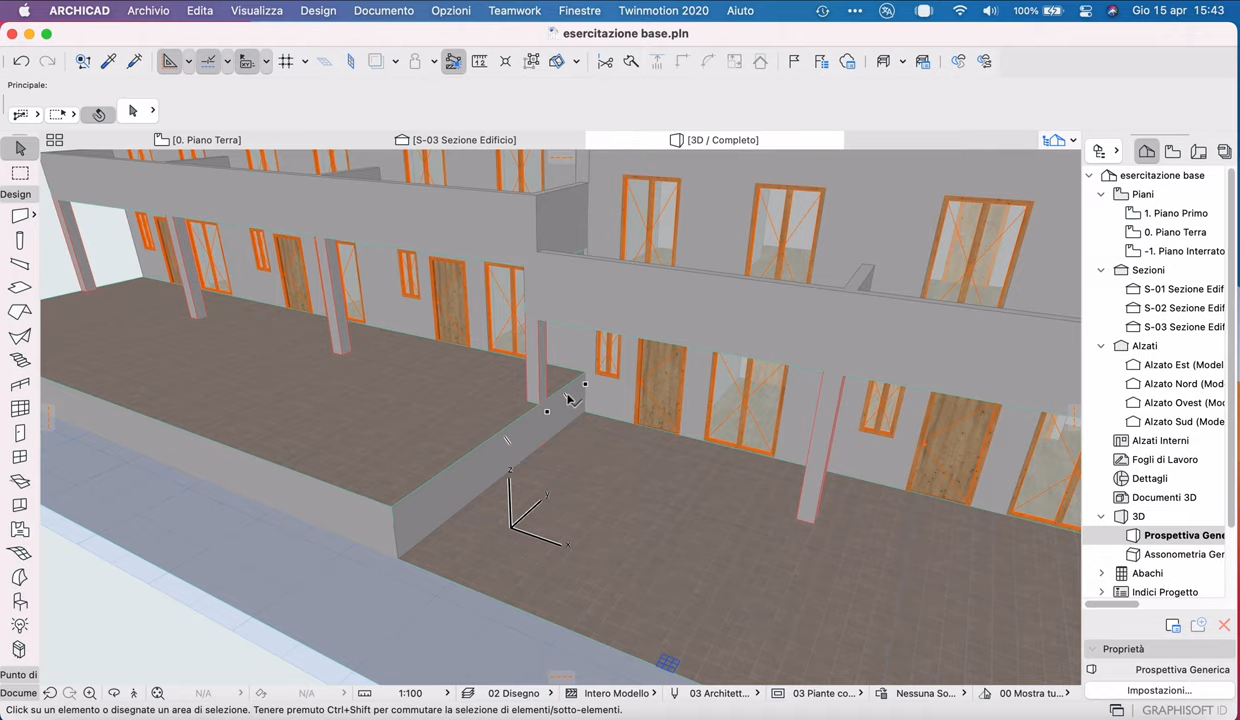 ARCHICAD Archivio Edita Visualizza Design Documento Opzioni Teamwork Finestre Twinmotion 2020 Aiuto 100% Gio 15 apr 15:43
esercitazione base.pln
Principale:
[0. Piano Terra] [S-03 Sezione Edificio] [3D / Completo]
Design
esercitazione base
Piani
1. Piano Primo
0. Piano Terra
-1. Piano Interrato
Sezioni
S-01 Sezione Edif
S-02 Sezione Edif
S-03 Sezione Edif
Alzati
Alzato Est (Model
Alzato Nord (Mod
Alzato Ovest (Mo
Alzato Sud (Mode
Alzati Interni
Fogli di Lavoro
Dettagli
Documenti 3D
3D
Prospettiva Gene
Assonometria Ger
Abachi
Indici Progetto
z
y
x
Proprietà
Prospettiva Generica
Impostazioni...
Punto di
Docume N/A N/A 1:100 02 Disegno Intero Modello 03 Architett... 03 Piante co... Nessuna So... 00 Mostra tu...
Click su un elemento o disegnate un area di selezione. Tenere premuto Ctrl+Shift per commutare la selezione di elementi/sotto-elementi.
GRAPHISOFT ID